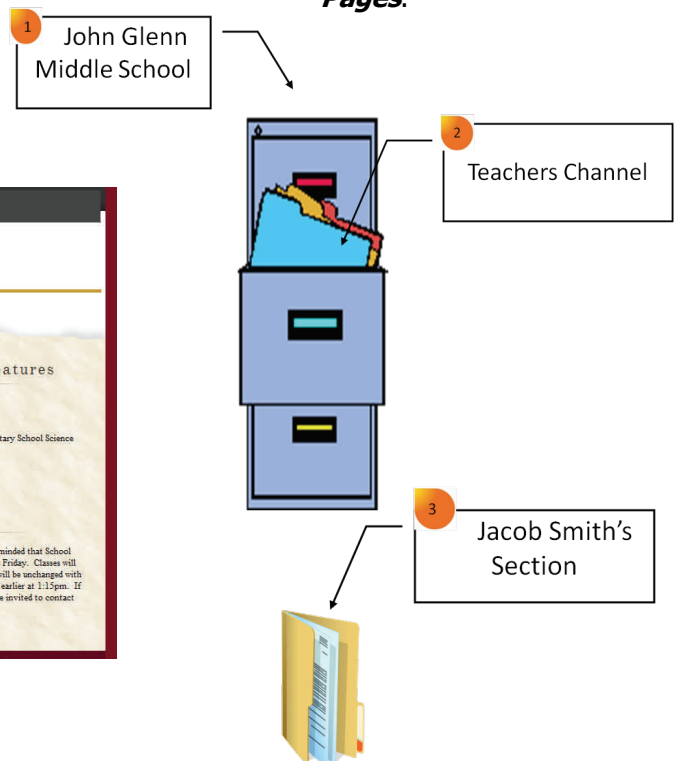 Pages.
1
John Glenn
Middle School
2
Teachers Channel
atures
tary School Science
minded that School
Friday. Classes will
will be unchanged with
earlier at 1:15pm. If
e invited to contact
3
Jacob Smith's
Section